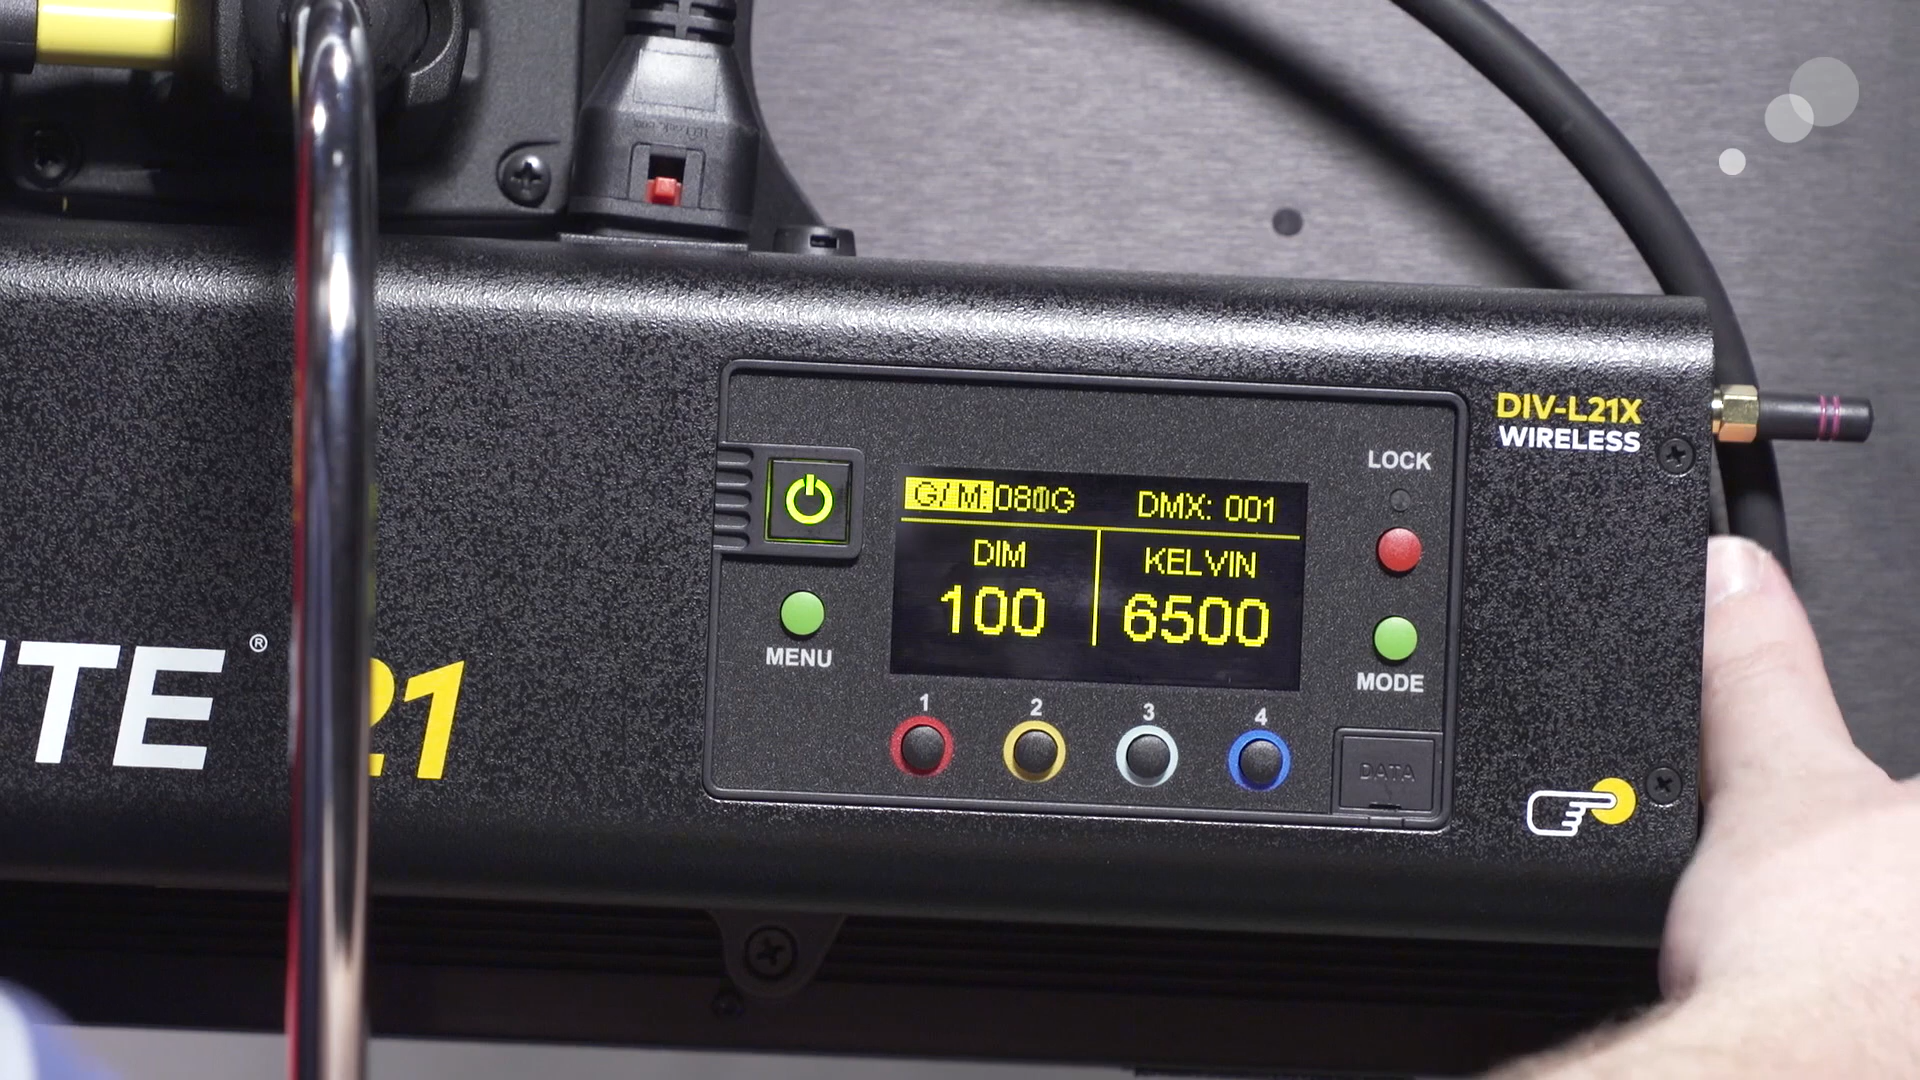 DIV-L21X
WIRELESS
LOCK
G/M: G
DMX: 001
DIM
KELVIN
100
6500
MENU
MODE
1
2
3
4
DATA
TE®
21